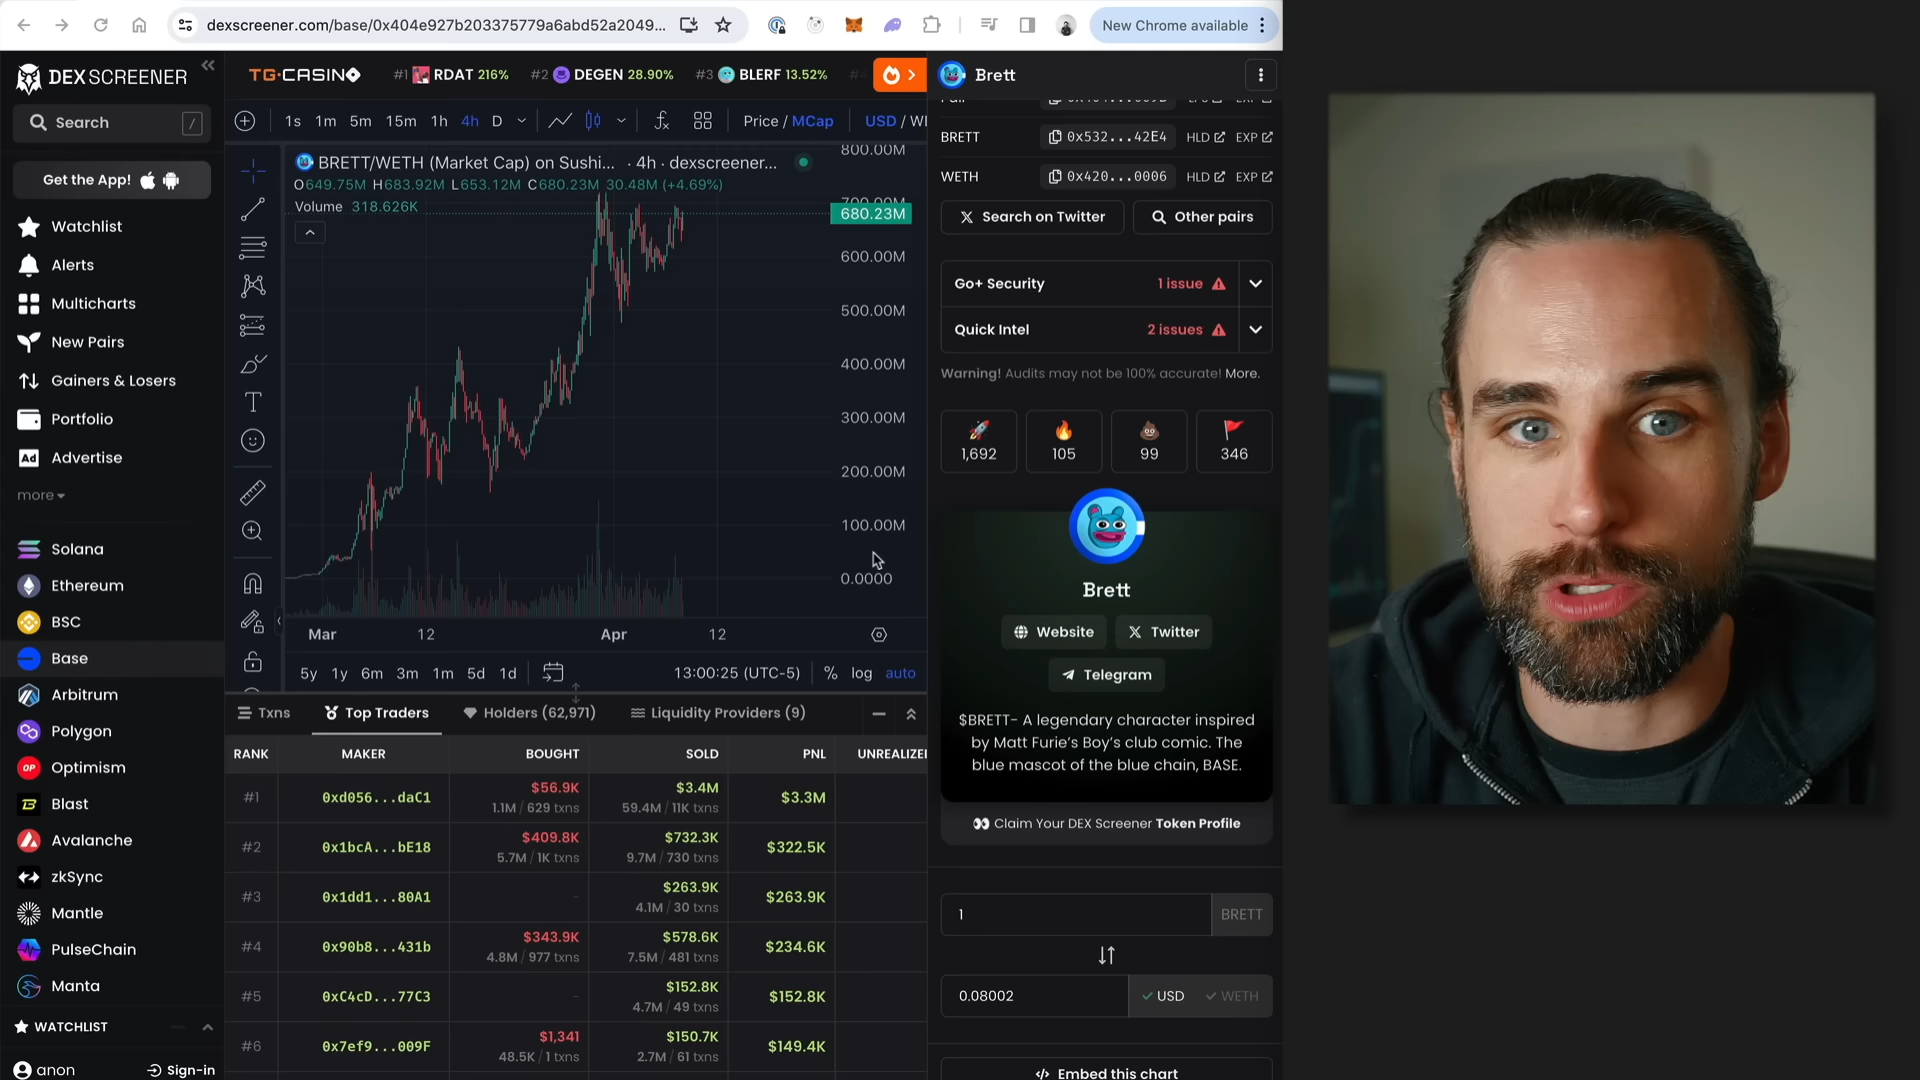 dexscreener.com/base/0x404e927b203375779a6abd52a2049...
New Chrome available
DEX SCREENER
TG.CASINO
#1 RDAT 216%
#2 DEGEN 28.90%
#3 BLERF 13.52%
#4
Brett
Search /
Get the App!
Watchlist
Alerts
Multicharts
New Pairs
Gainers & Losers
Portfolio
Ad Advertise
more
Solana
Ethereum
BSC
Base
Arbitrum
Polygon
OP Optimism
Blast
Avalanche
zkSync
Mantle
PulseChain
Manta
WATCHLIST
anon Sign-in
1s 1m 5m 15m 1h 4h D
Price / MCap USD /
BRETT/WETH (Market Cap) on Sushi... · 4h · dexscreener...
O649.75M H683.92M L653.12M C680.23M 30.48M (+4.69%)
Volume 318.626K
800.00M
700.00M
680.23M
600.00M
500.00M
400.00M
300.00M
200.00M
100.00M
0.0000
Mar 12 Apr 12
5y 1y 6m 3m 1m 5d 1d 13:00:25 (UTC-5) % log auto
Txns Top Traders Holders (62,971) Liquidity Providers (9)
RANK MAKER BOUGHT SOLD PNL UNREALIZE
#1 0xd056...daC1 $56.9K $3.4M $3.3M
1.1M / 629 txns 59.4M / 11K txns
#2 0x1bcA...bE18 $409.8K $732.3K $322.5K
5.7M / 1K txns 9.7M / 730 txns
#3 0x1dd1...80A1 - $263.9K $263.9K
4.1M / 30 txns
#4 0x90b8...431b $343.9K $578.6K $234.6K
4.8M / 977 txns 7.5M / 481 txns
#5 0xC4cD...77C3 - $152.8K $152.8K
4.7M / 49 txns
#6 0x7ef9...009F $1,341 $150.7K $149.4K
48.5K / 1 txns 2.7M / 61 txns
BRETT 0x532...42E4 HLD EXP
WETH 0x420...0006 HLD EXP
Search on Twitter Other pairs
Go+ Security 1 issue
Quick Intel 2 issues
Warning! Audits may not be 100% accurate! More.
🚀 🔥 💩 🚩
1,692 105 99 346
Brett
Website Twitter
Telegram
$BRETT- A legendary character inspired
by Matt Furie's Boy's club comic. The
blue mascot of the blue chain, BASE.
👀 Claim Your DEX Screener Token Profile
1 BRETT
0.08002 USD WETH
</> Embed this chart